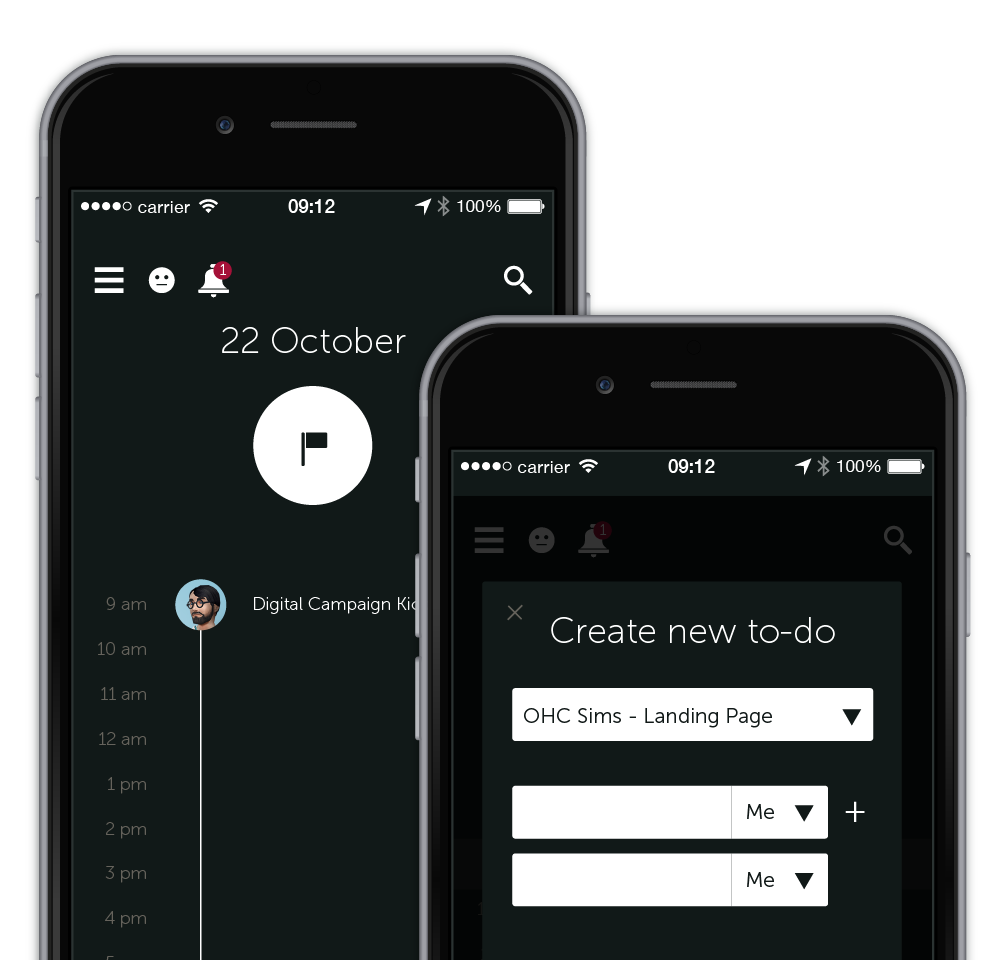 carrier 09:12 100%
1
22 October
9 am Digital Campaign
10 am
11 am
12 am
1 pm
2 pm
3 pm
4 pm
carrier 09:12 100%
1
Create new to-do
OHC Sims - Landing Page
Me
Me